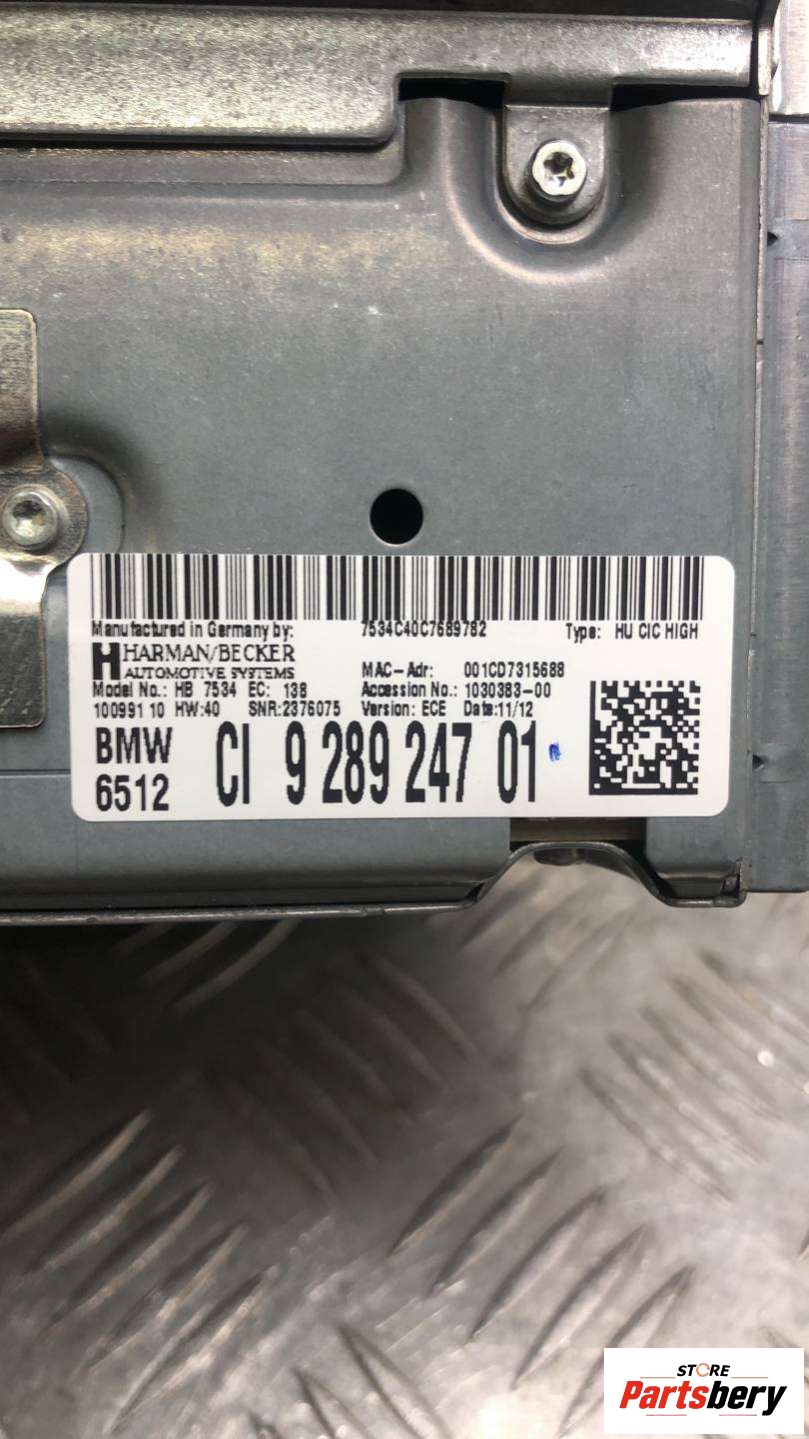 Manufactured in Germany by: 7534C40C7689782 Type: HU CIC HIGH
HARMAN/BECKER
AUTOMOTIVE SYSTEMS MAC-Adr: 001CD7315688
Model No.: HB 7534 EC: 138 Accession No.: 1030383-00
10099110 HW:40 SNR:2376075 Version: ECE Date:11/12
BMW
6512 CI 9 289 247 01
STORE
Partsbery